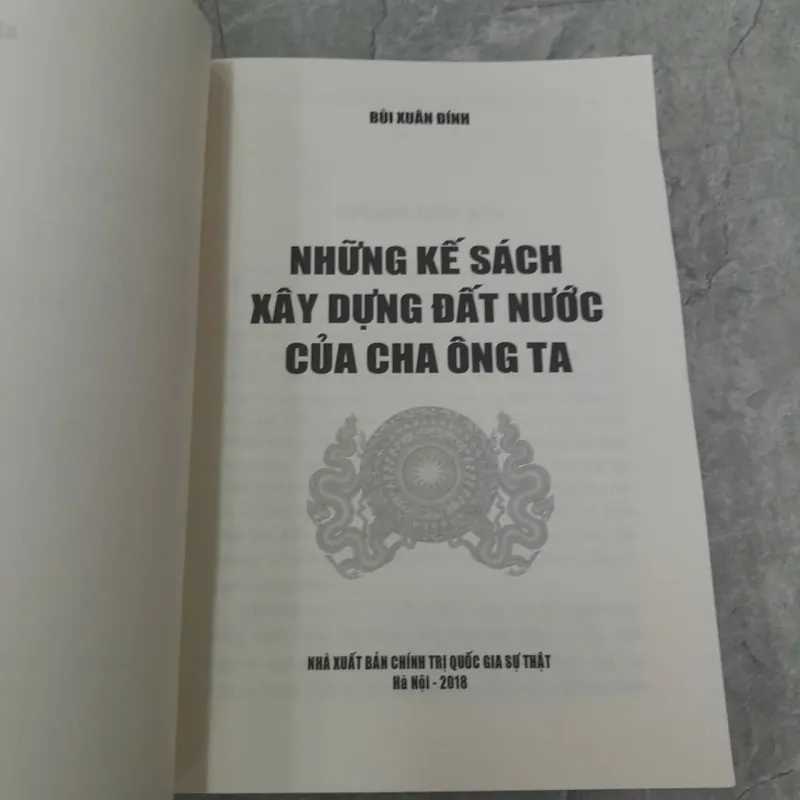 BÙI XUÂN ĐÍNH
NHỮNG KẾ SÁCH
XÂY DỰNG ĐẤT NƯỚC
CỦA CHA ÔNG TA
NHÀ XUẤT BẢN CHÍNH TRỊ QUỐC GIA SỰ THẬT
Hà Nội - 2018